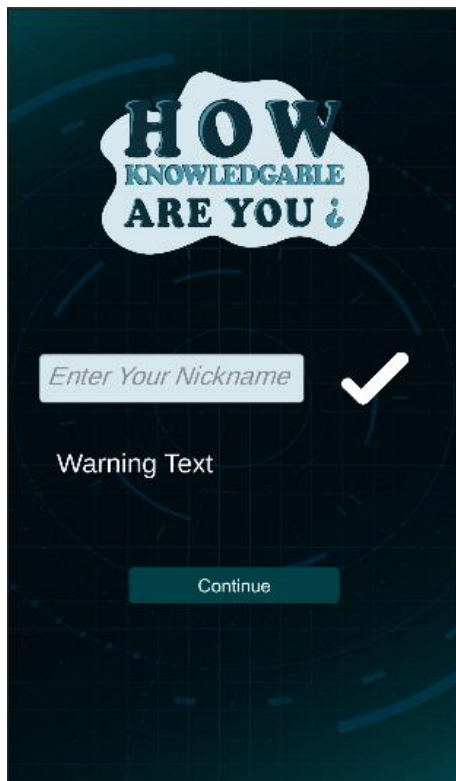 HOW
KNOWLEDGABLE
ARE YOU ¿
Enter Your Nickname
Warning Text
Continue